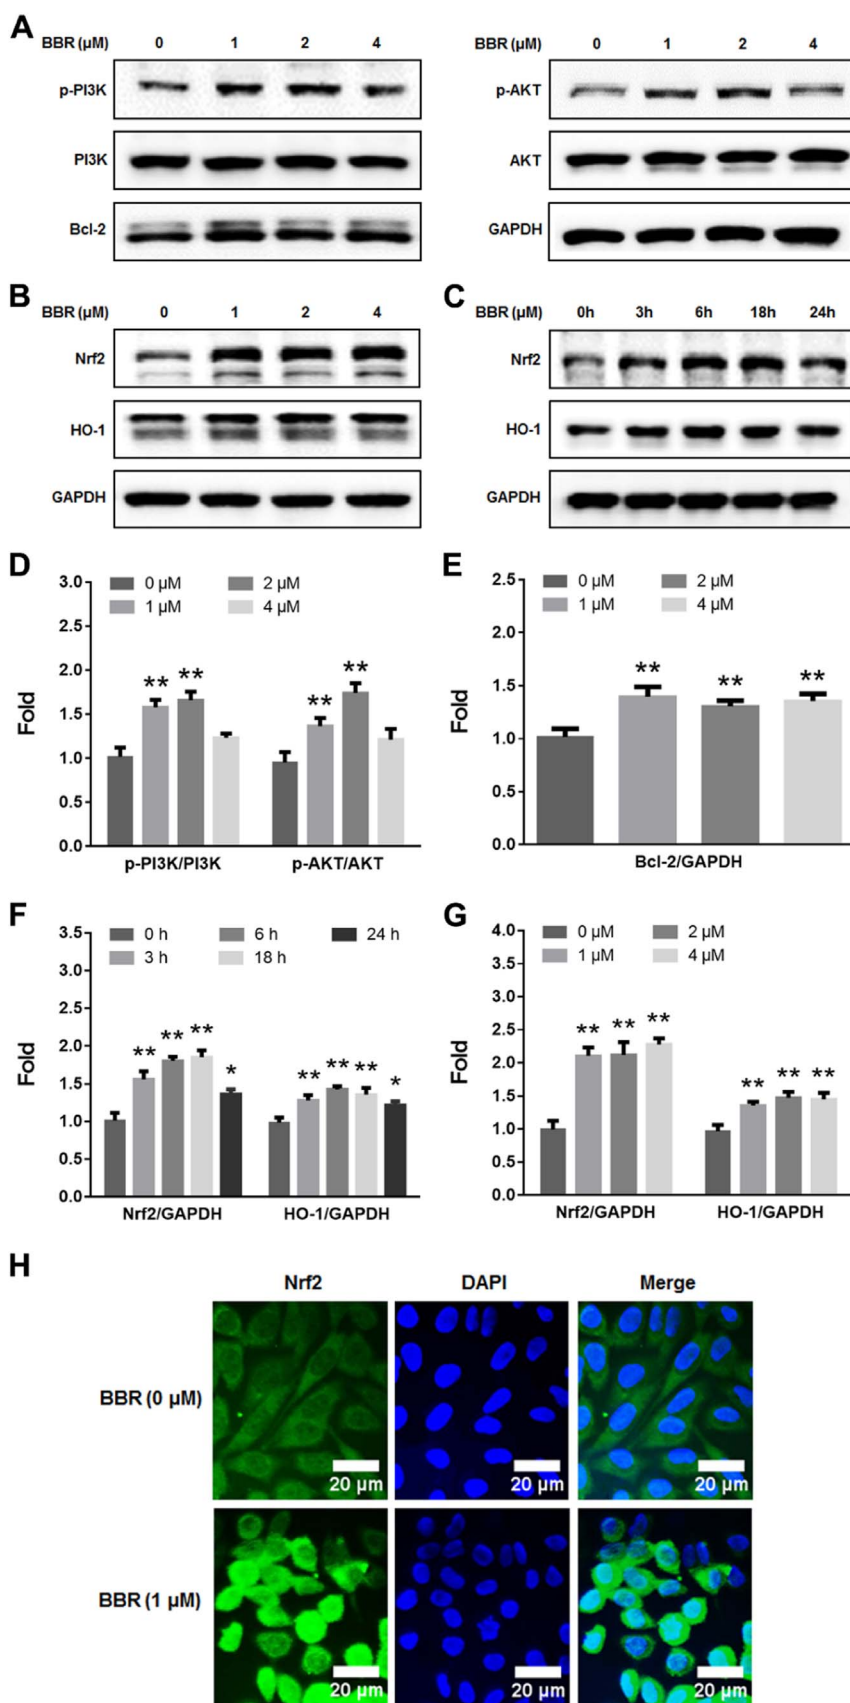 A
BBR (µM) 0 1 2 4
p-PI3K
PI3K
Bcl-2
BBR (µM) 0 1 2 4
p-AKT
AKT
GAPDH
B
BBR (µM) 0 1 2 4
Nrf2
HO-1
GAPDH
C
BBR (µM) 0h 3h 6h 18h 24h
Nrf2
HO-1
GAPDH
D
0 µM 2 µM
1 µM 4 µM
3.0
2.5
2.0
1.5
1.0
0.5
0.0
Fold
** **
** **
p-PI3K/PI3K p-AKT/AKT
E
0 µM 2 µM
1 µM 4 µM
2.5
2.0
1.5
1.0
0.5
0.0
Fold
** ** **
Bcl-2/GAPDH
F
0 h 6 h 24 h
3 h 18 h
3.5
3.0
2.5
2.0
1.5
1.0
0.5
0.0
Fold
** ** ** *
** ** ** *
Nrf2/GAPDH HO-1/GAPDH
G
0 µM 2 µM
1 µM 4 µM
4.0
3.5
3.0
2.5
2.0
1.5
1.0
0.5
0.0
Fold
** ** **
** ** **
Nrf2/GAPDH HO-1/GAPDH
H
Nrf2 DAPI Merge
BBR (0 µM)
20 µm 20 µm 20 µm
BBR (1 µM)
20 µm 20 µm 20 µm